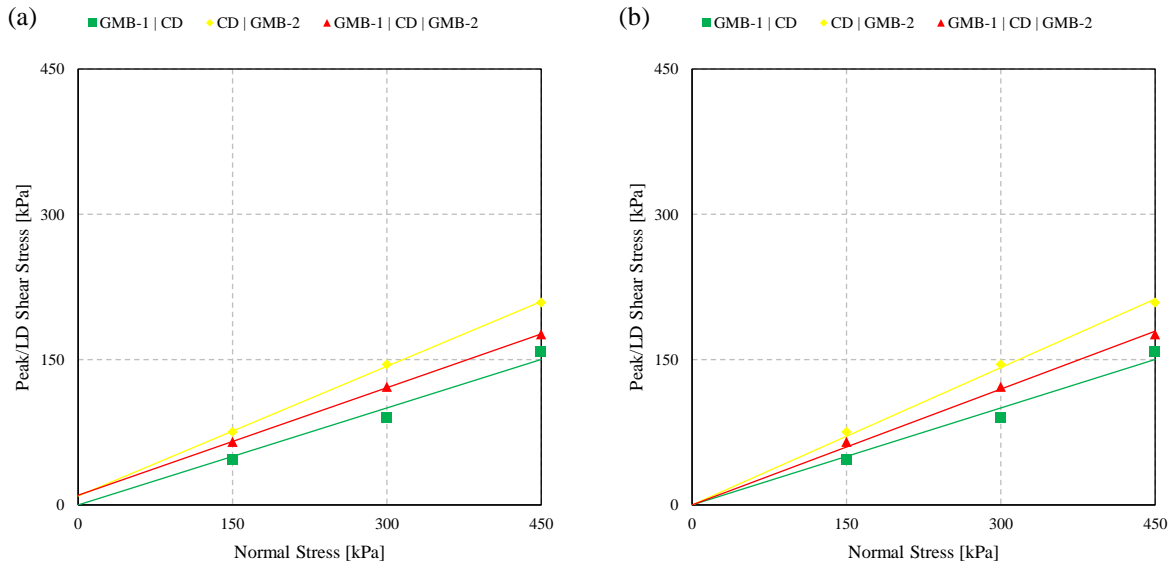 (a)
GMB-1 | CD CD | GMB-2 GMB-1 | CD | GMB-2
450
300
150
0
Peak/LD Shear Stress [kPa]
0 150 300 450
Normal Stress [kPa]
(b)
GMB-1 | CD CD | GMB-2 GMB-1 | CD | GMB-2
450
300
150
0
Peak/LD Shear Stress [kPa]
0 150 300 450
Normal Stress [kPa]